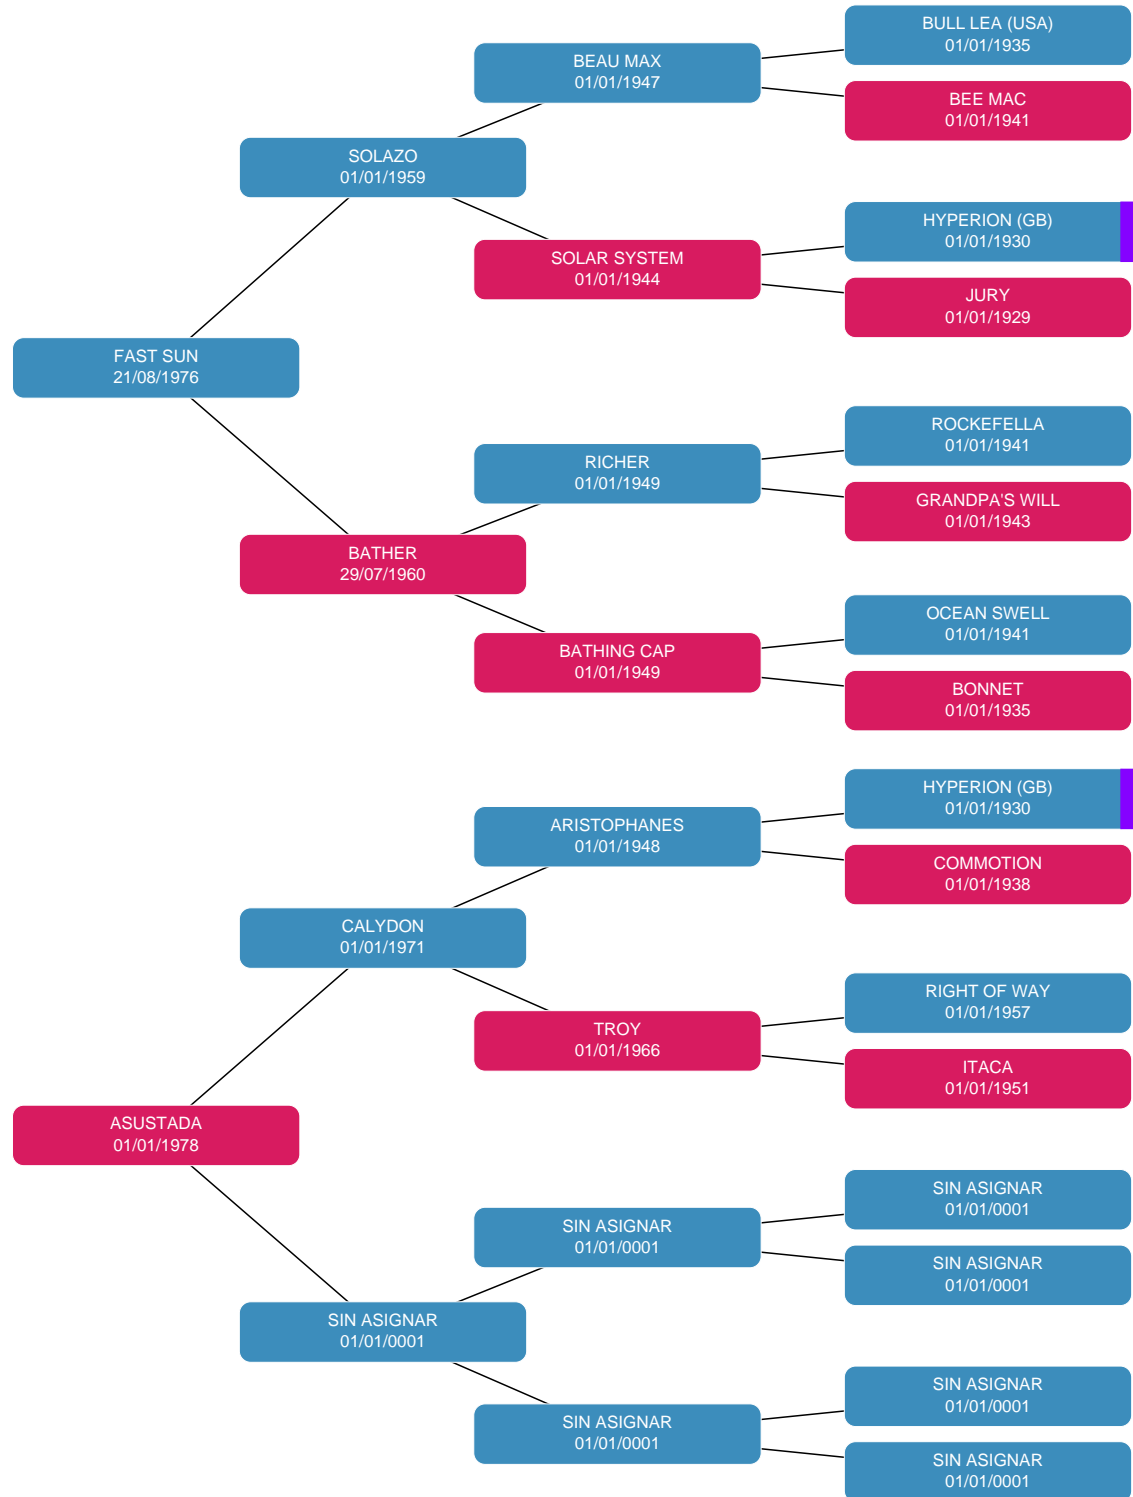 BULL LEA (USA)
01/01/1935
BEAU MAX
01/01/1947
BEE MAC
01/01/1941
SOLAZO
01/01/1959
HYPERION (GB)
01/01/1930
SOLAR SYSTEM
01/01/1944
JURY
01/01/1929
FAST SUN
21/08/1976
ROCKEFELLA
01/01/1941
RICHER
01/01/1949
GRANDPA'S WILL
01/01/1943
BATHER
29/07/1960
OCEAN SWELL
01/01/1941
BATHING CAP
01/01/1949
BONNET
01/01/1935
HYPERION (GB)
01/01/1930
ARISTOPHANES
01/01/1948
COMMOTION
01/01/1938
CALYDON
01/01/1971
RIGHT OF WAY
01/01/1957
TROY
01/01/1966
ITACA
01/01/1951
ASUSTADA
01/01/1978
SIN ASIGNAR
01/01/0001
SIN ASIGNAR
01/01/0001
SIN ASIGNAR
01/01/0001
SIN ASIGNAR
01/01/0001
SIN ASIGNAR
01/01/0001
SIN ASIGNAR
01/01/0001
SIN ASIGNAR
01/01/0001